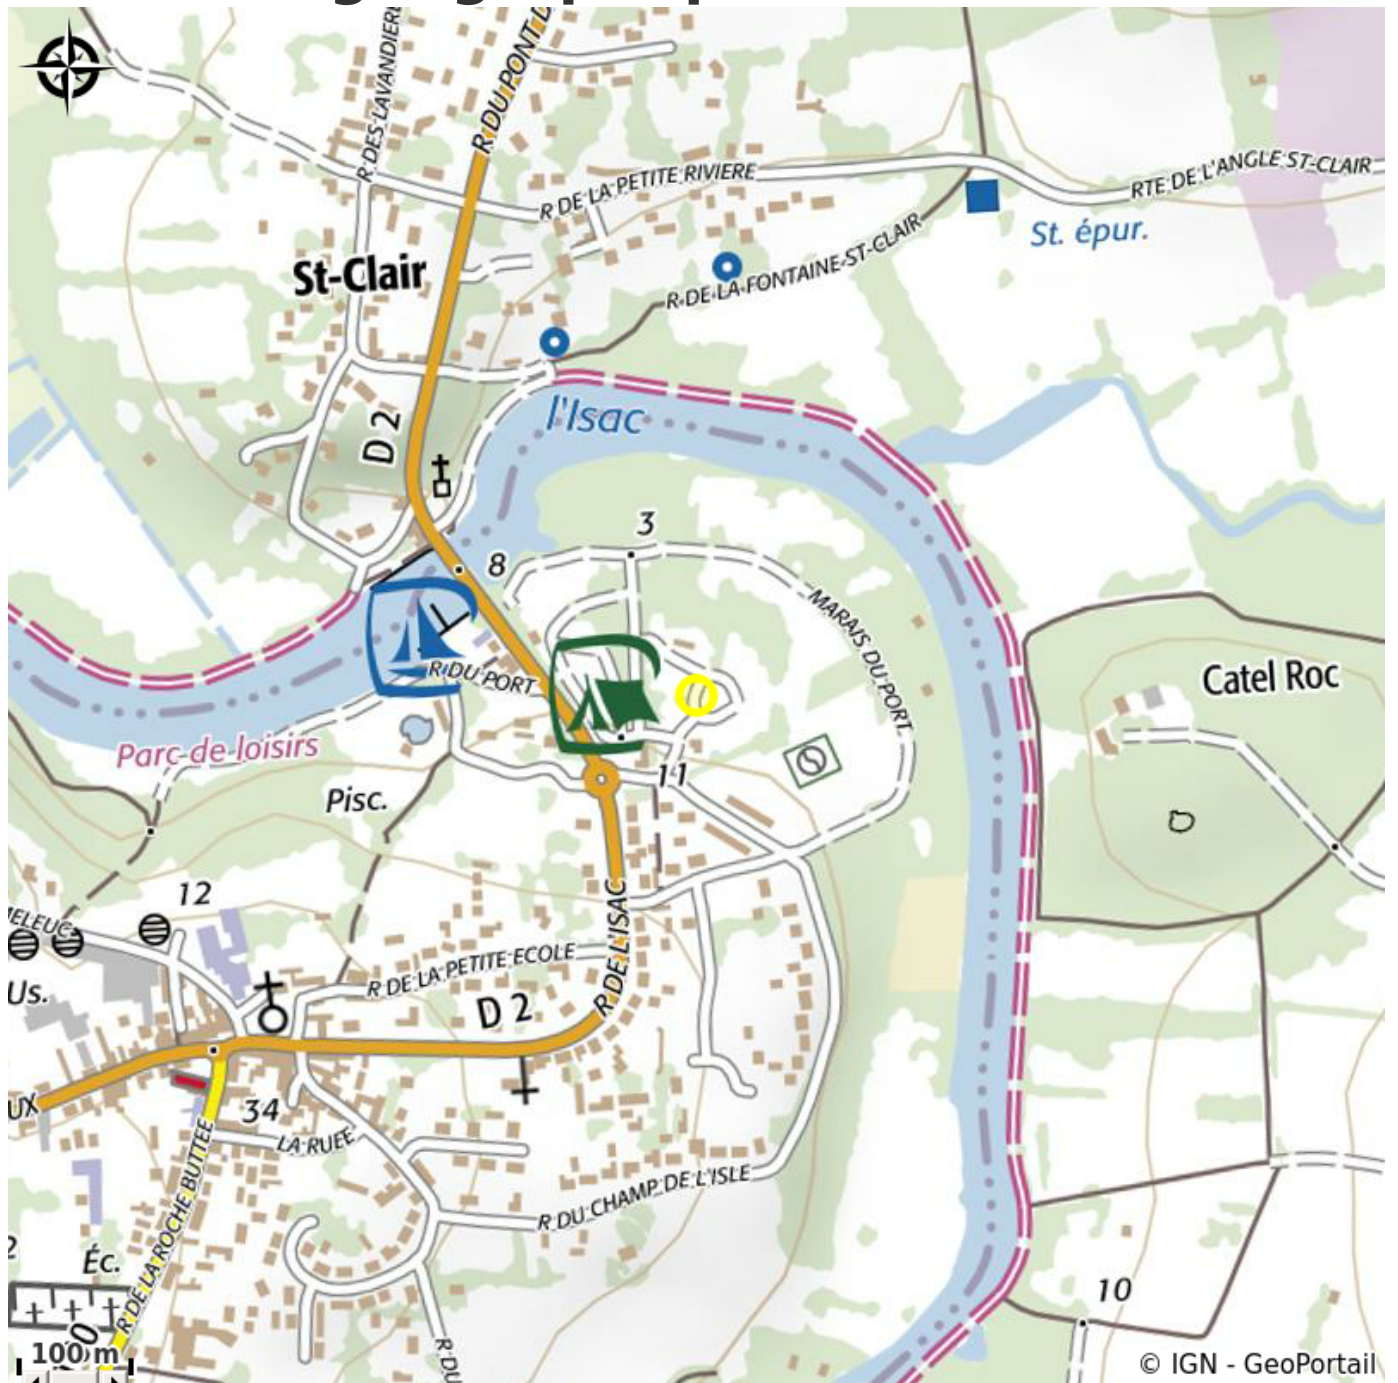 R DES LAVANDIERE
R DU PONT D
R DE LA PETITE RIVIERE
RTE DE L'ANGLE ST-CLAIR
St. épur.
R DE LA FONTAINE-ST-CLAIR
St-Clair
l'Isac
D 2
3
8
MARAIS DU PORT
R DU PORT
Catel Roc
Parc de loisirs
11
Pisc.
12
R DE L'ISAC
R DE LA PETITE ECOLE
Us.
D 2
UX
34
LA RUEE
R DE LA ROCHE BUTTEE
R DU CHAMP DE L'ISLE
Éc.
10
R DU
100 m
© IGN - GeoPortail